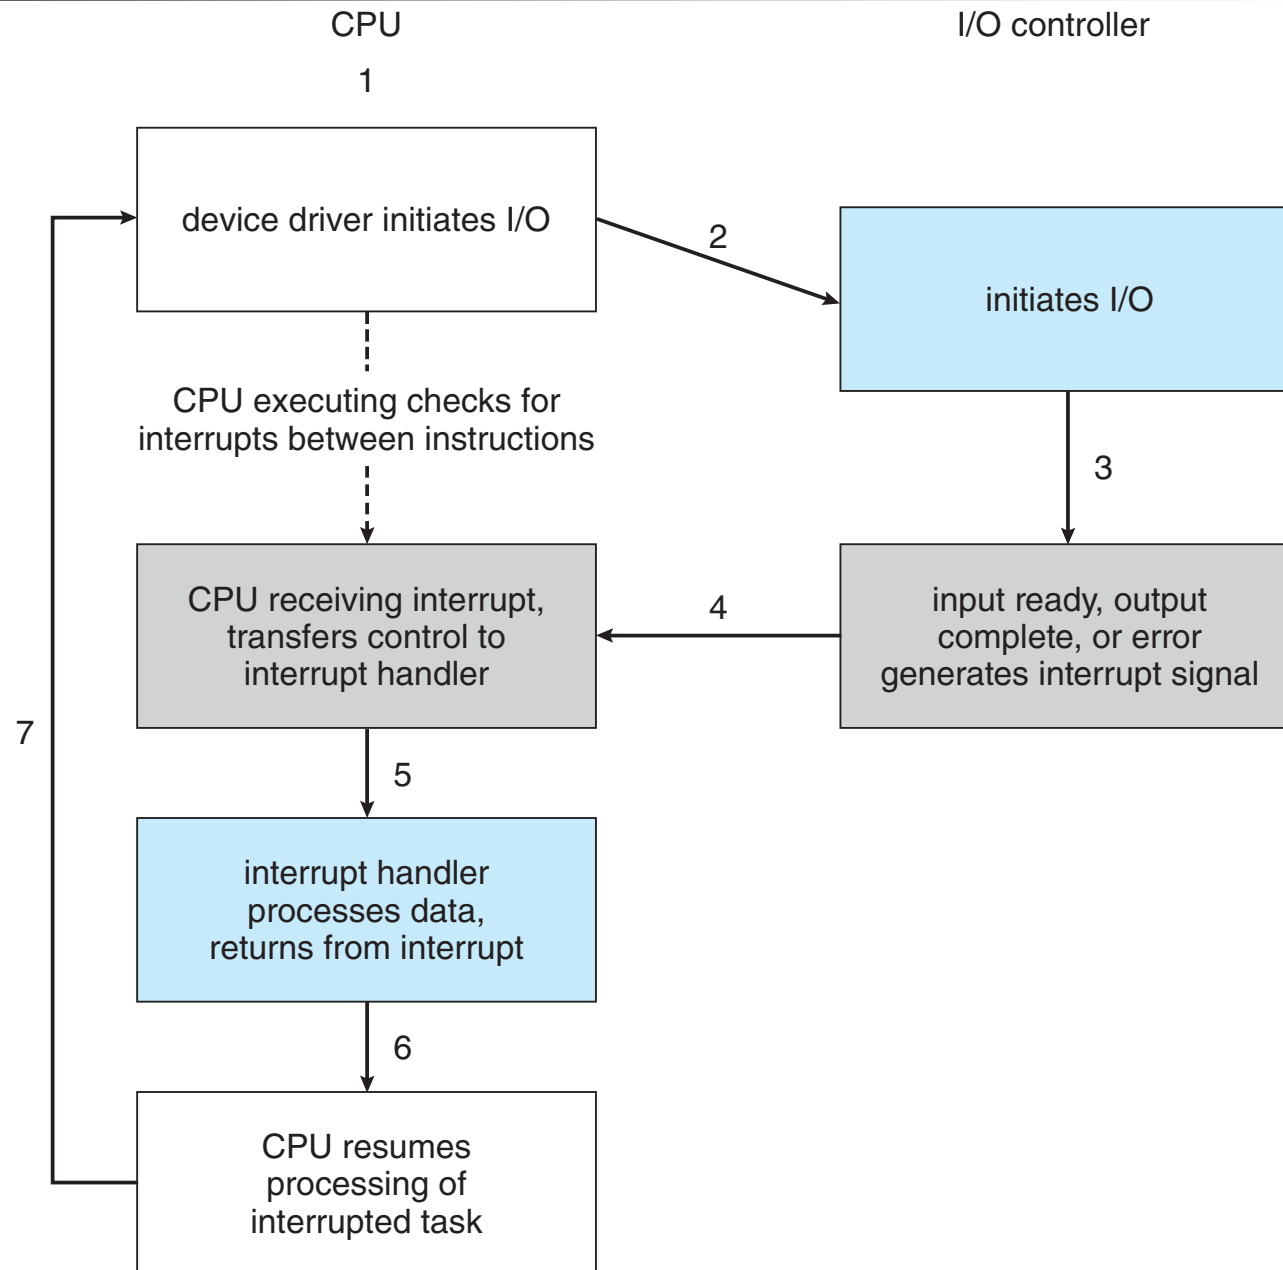 CPU
I/O controller
1
device driver initiates I/O
2
initiates I/O
CPU executing checks for
interrupts between instructions
3
CPU receiving interrupt,
transfers control to
interrupt handler
4
input ready, output
complete, or error
generates interrupt signal
7
5
interrupt handler
processes data,
returns from interrupt
6
CPU resumes
processing of
interrupted task